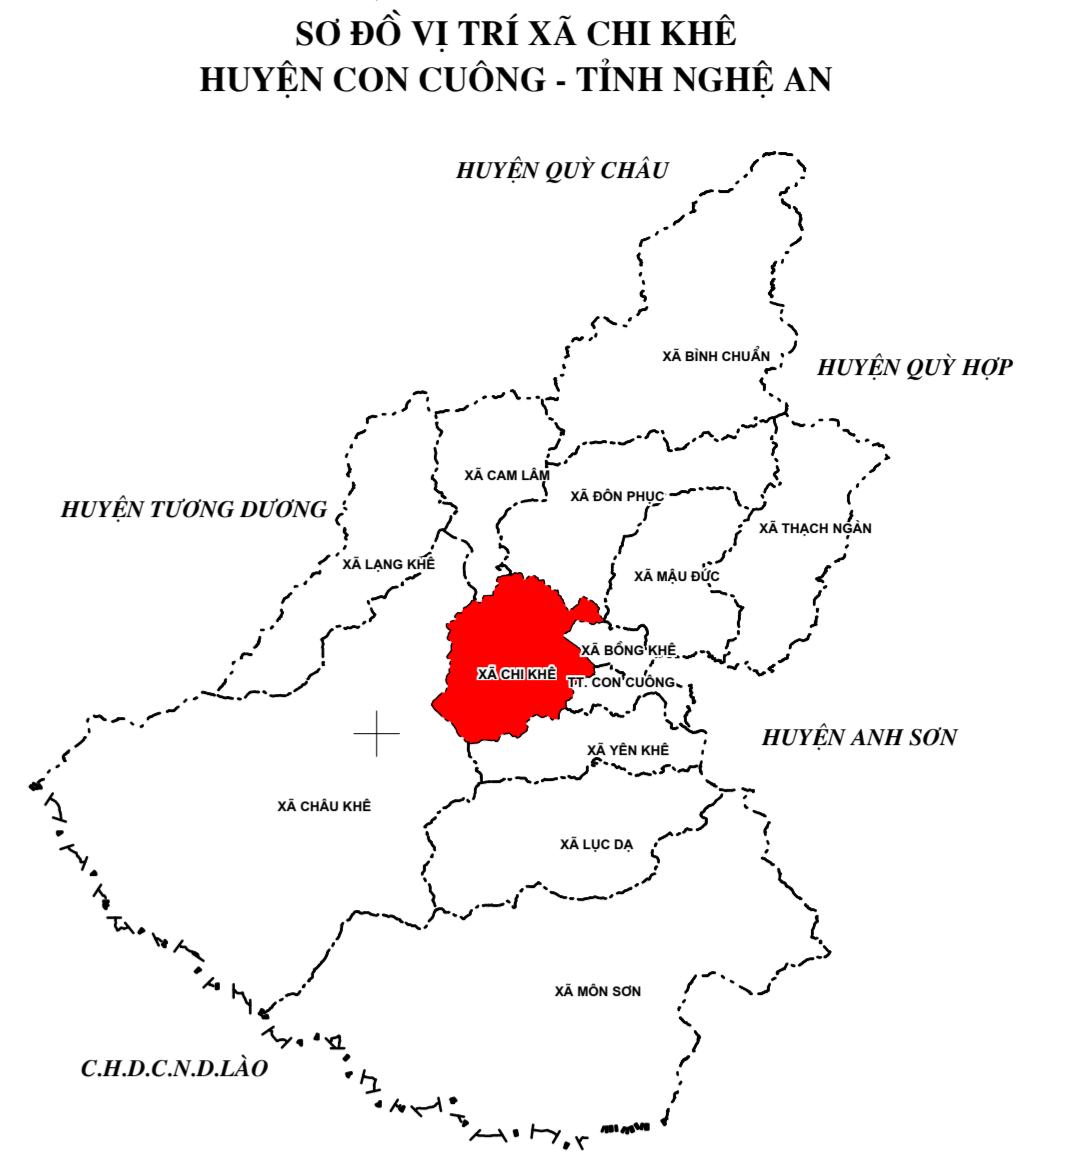 SƠ ĐỒ VỊ TRÍ XÃ CHI KHÊ
HUYỆN CON CUÔNG - TỈNH NGHỆ AN
HUYỆN QUỲ CHÂU
XÃ BÌNH CHUẨN
HUYỆN QUỲ HỢP
XÃ CAM LÂM
XÃ ĐÔN PHỤC
HUYỆN TƯƠNG DƯƠNG
XÃ THẠCH NGÀN
XÃ LẠNG KHÊ
XÃ MẬU ĐỨC
XÃ BỒNG KHÊ
XÃ CHI KHÊ
TT. CON CUÔNG
HUYỆN ANH SƠN
XÃ YÊN KHÊ
XÃ CHÂU KHÊ
XÃ LỤC DẠ
XÃ MÔN SƠN
C.H.D.C.N.D.LÀO